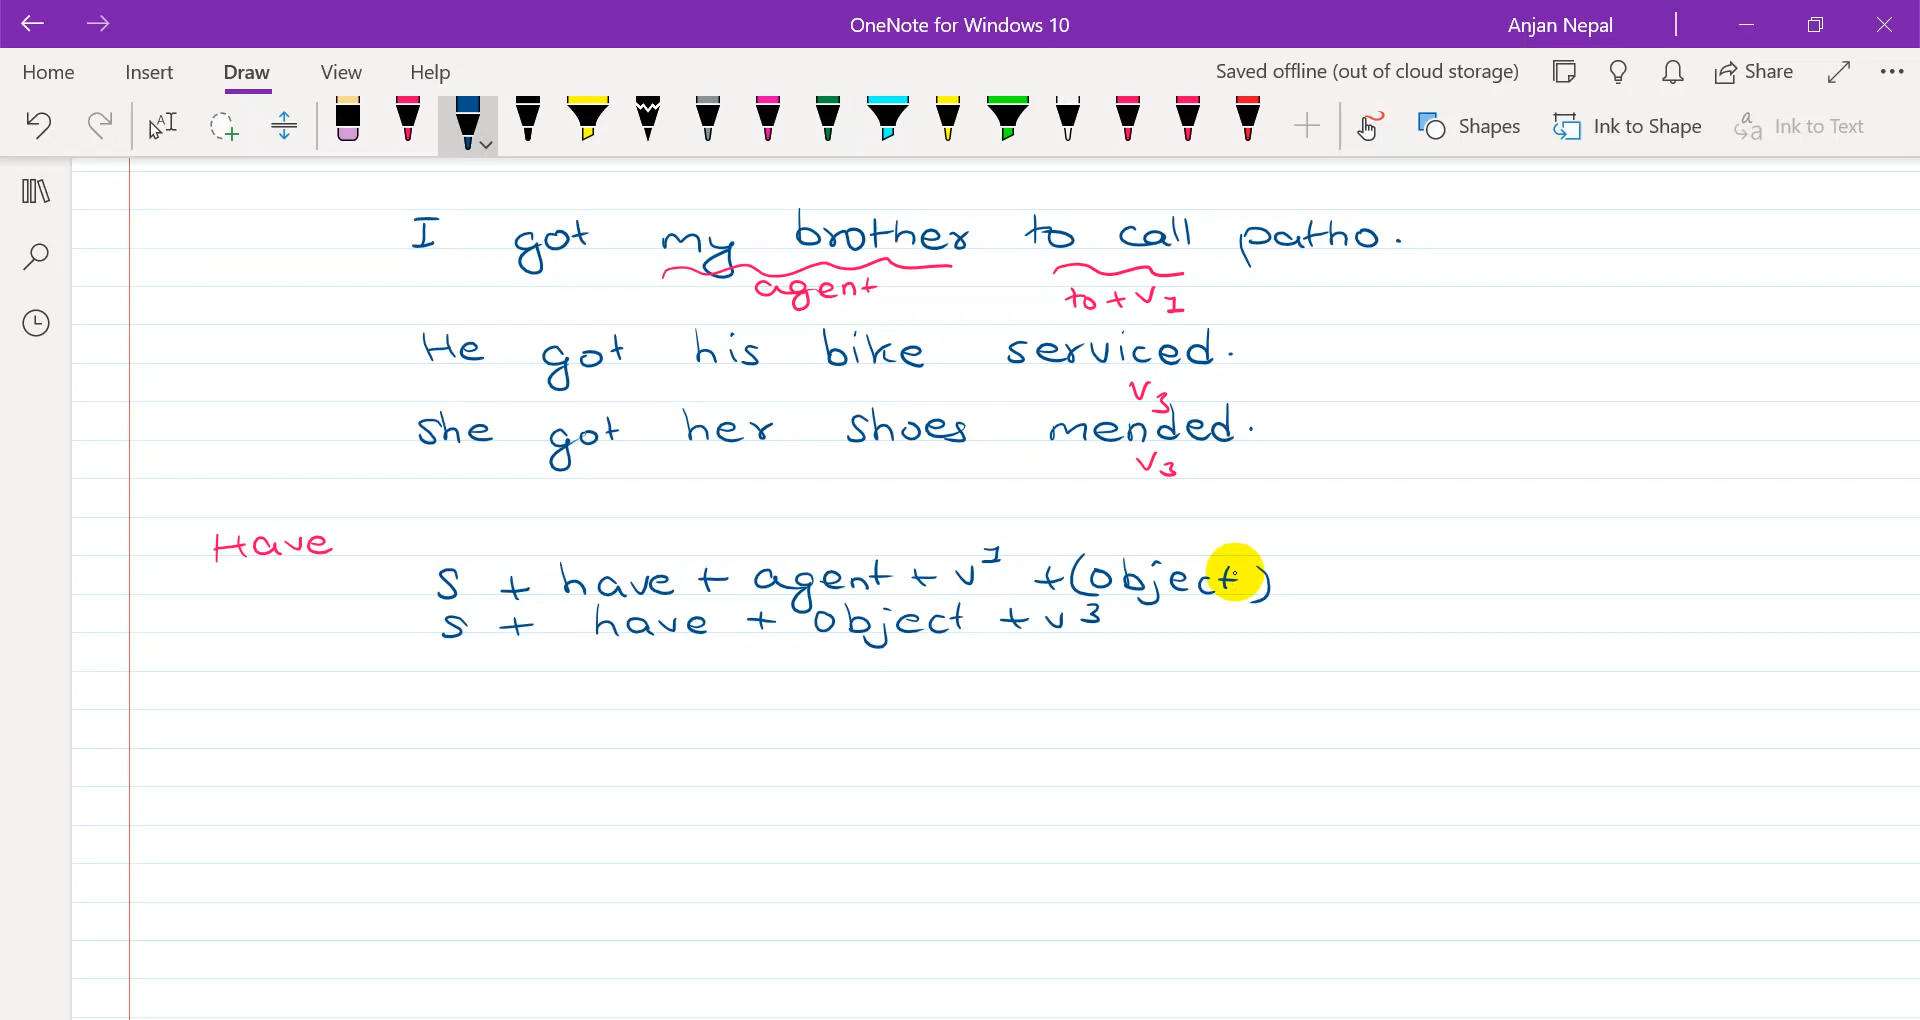 OneNote for Windows 10
Anjan Nepal
Home Insert Draw View Help
Saved offline (out of cloud storage)
Share
Shapes
Ink to Shape
Ink to Text
I got my brother to call patho.
agent to + V1
He got his bike serviced.
V3
She got her shoes mended.
V3
Have
S + have + agent + v1 + (object)
S + have + object + v3